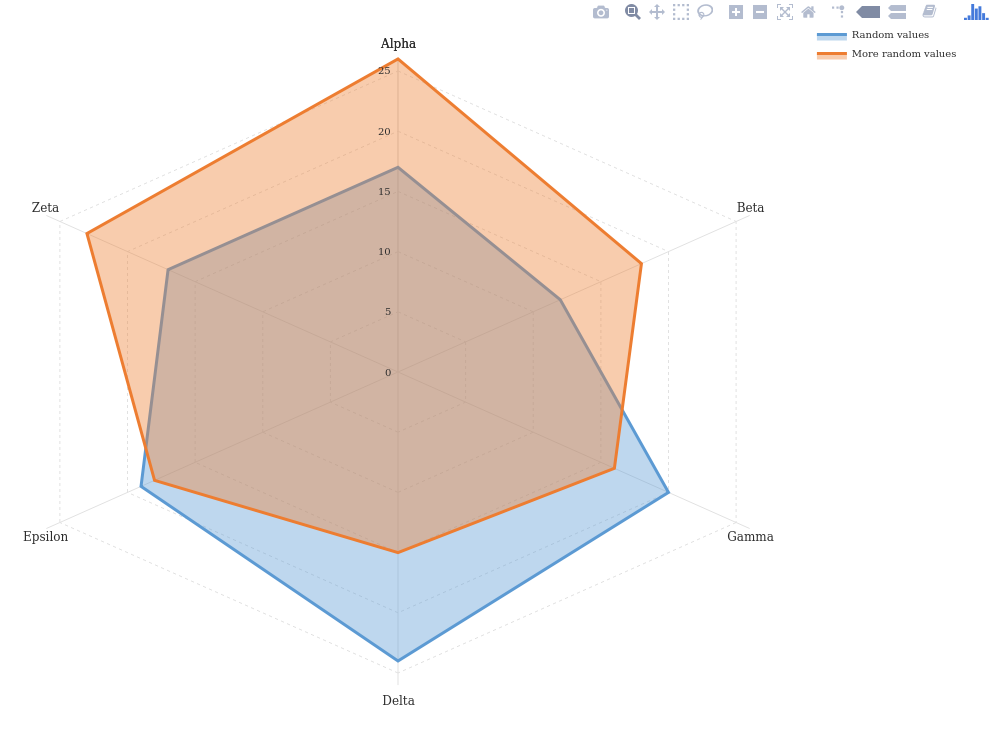 Random values
More random values
Alpha
25
20
15
10
5
0
Zeta
Beta
Epsilon
Gamma
Delta